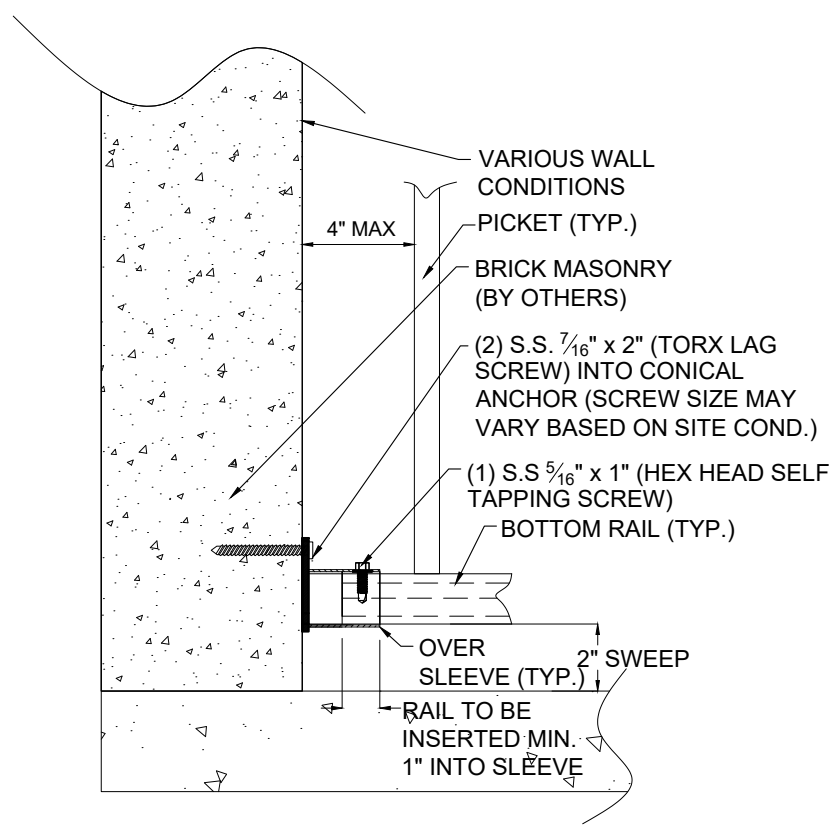 VARIOUS WALL
CONDITIONS
4" MAX
PICKET (TYP.)
BRICK MASONRY
(BY OTHERS)
(2) S.S. 7⁄16" x 2" (TORX LAG
SCREW) INTO CONICAL
ANCHOR (SCREW SIZE MAY
VARY BASED ON SITE COND.)
(1) S.S 5⁄16" x 1" (HEX HEAD SELF
TAPPING SCREW)
BOTTOM RAIL (TYP.)
OVER
SLEEVE (TYP.)
2" SWEEP
RAIL TO BE
INSERTED MIN.
1" INTO SLEEVE